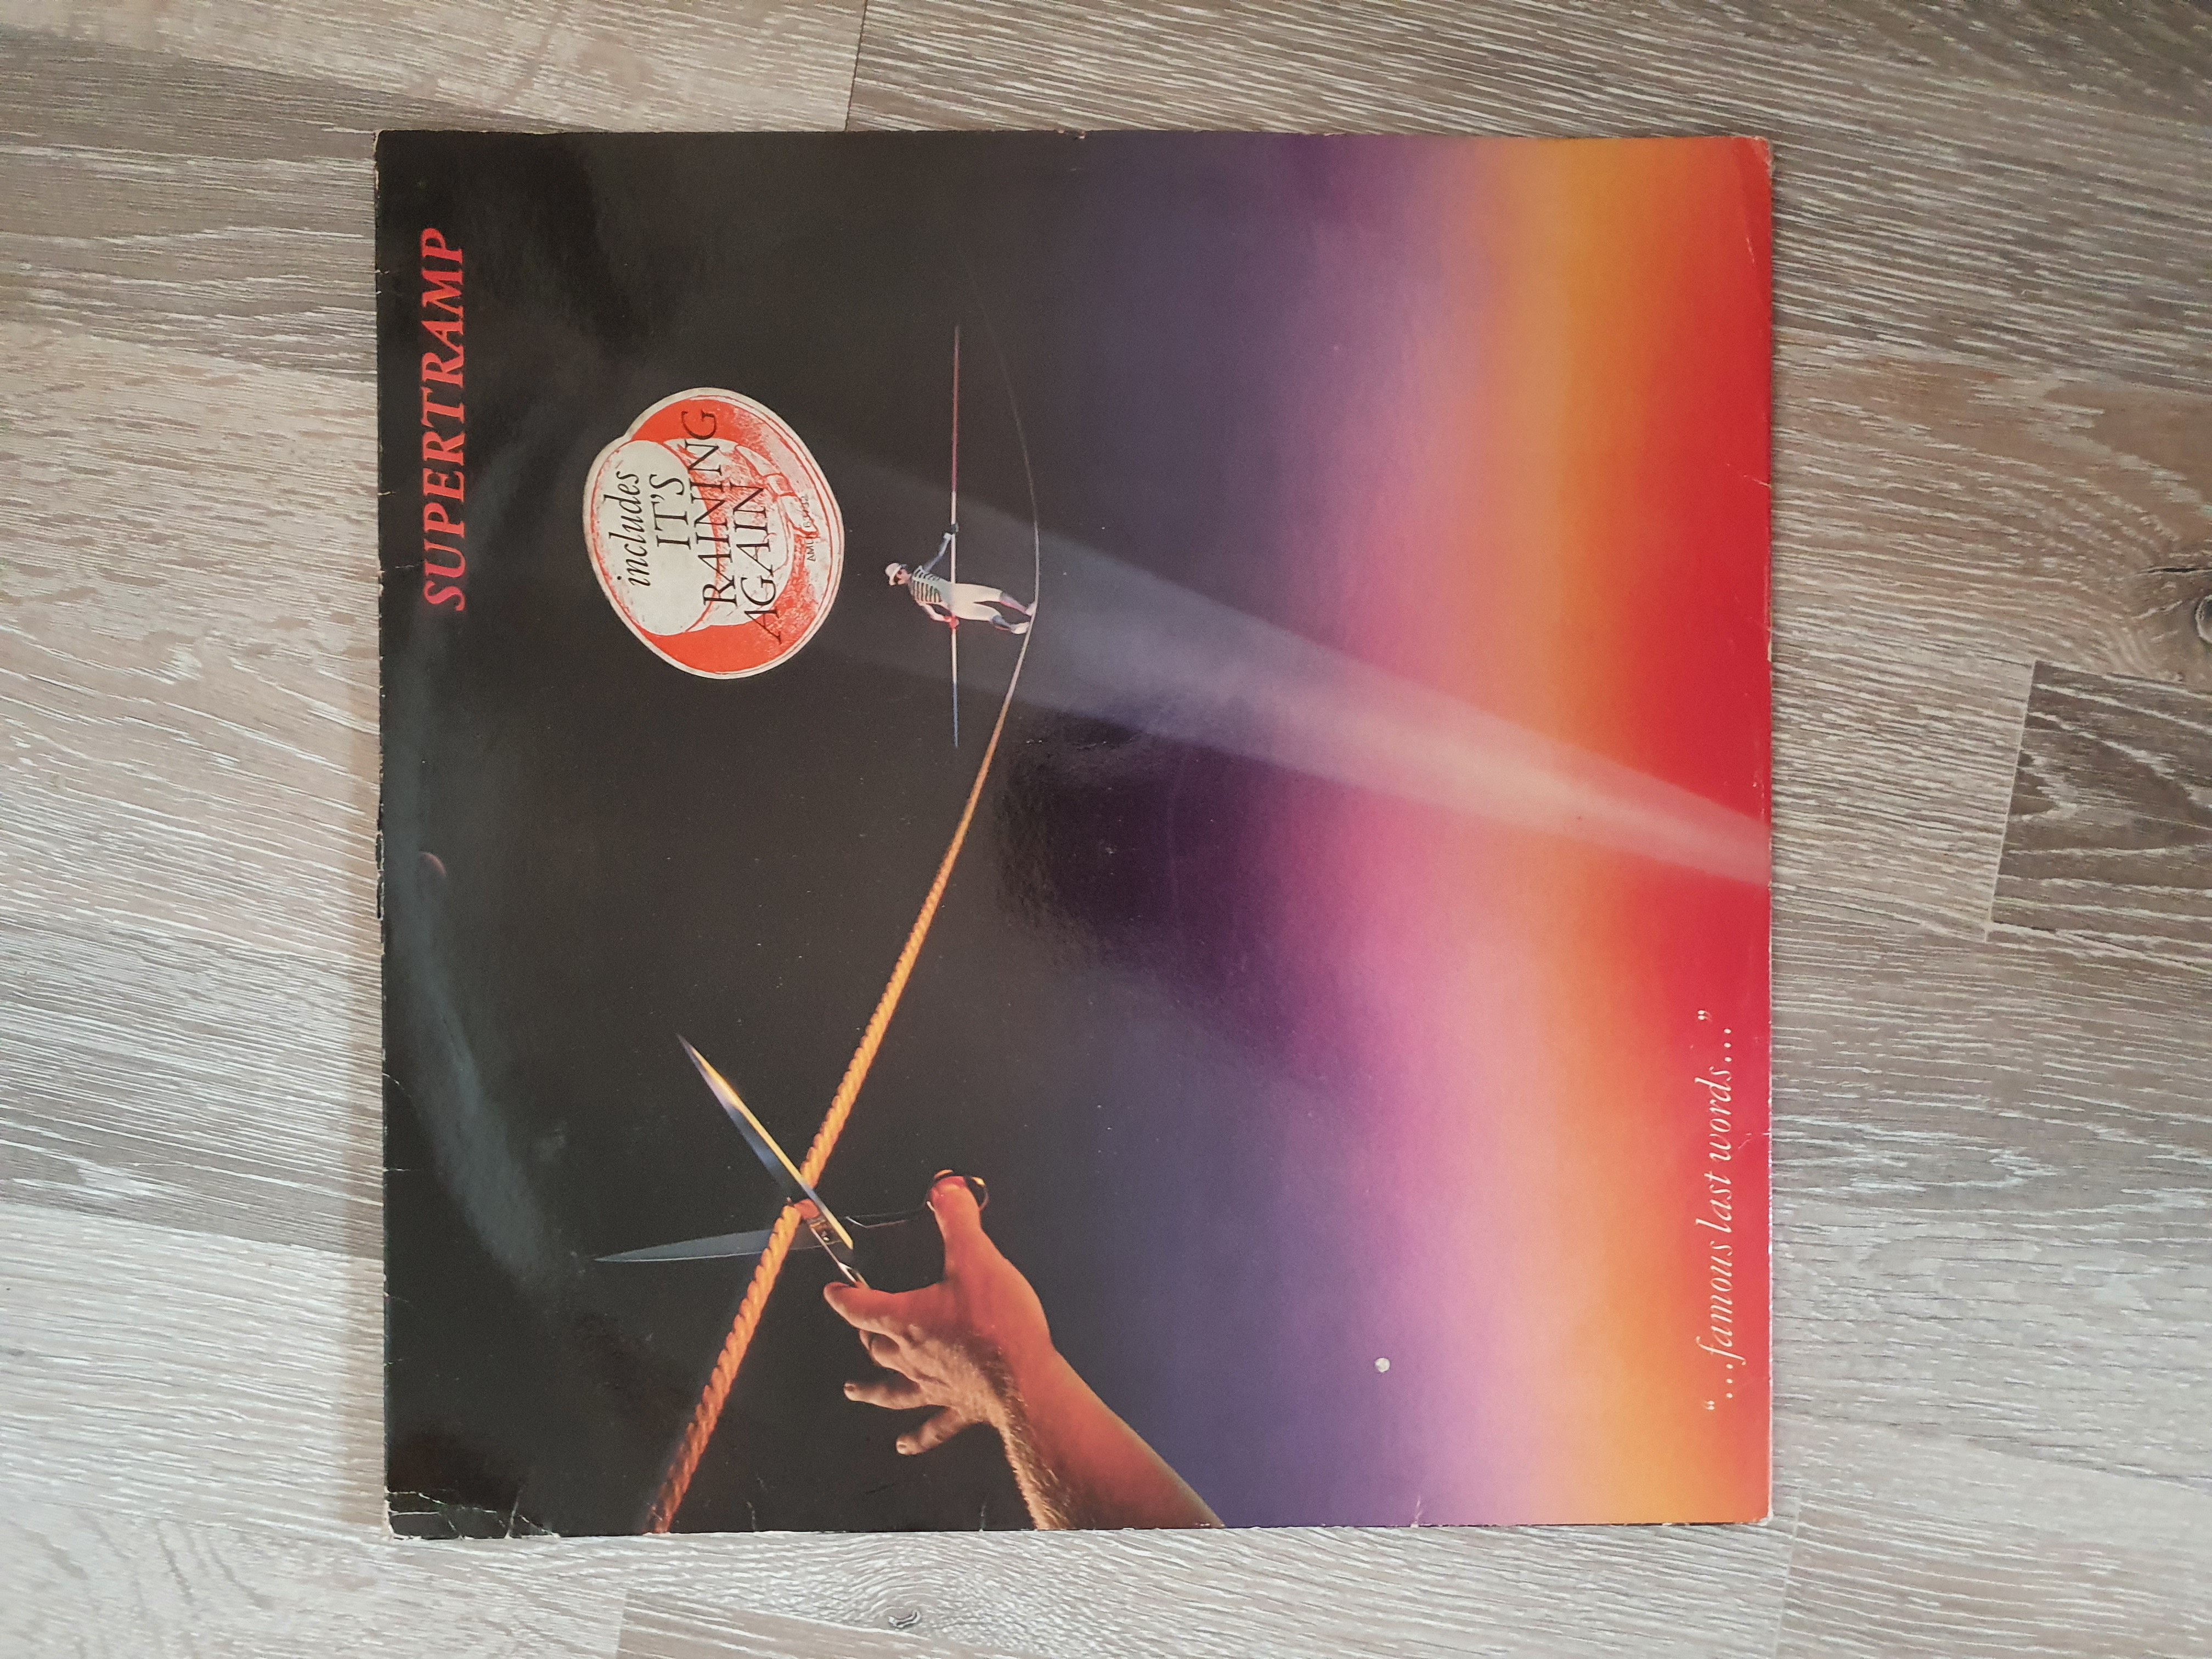 SUPERTRAMP
includes
IT'S
RAINING
AGAIN
"...famous last words..."